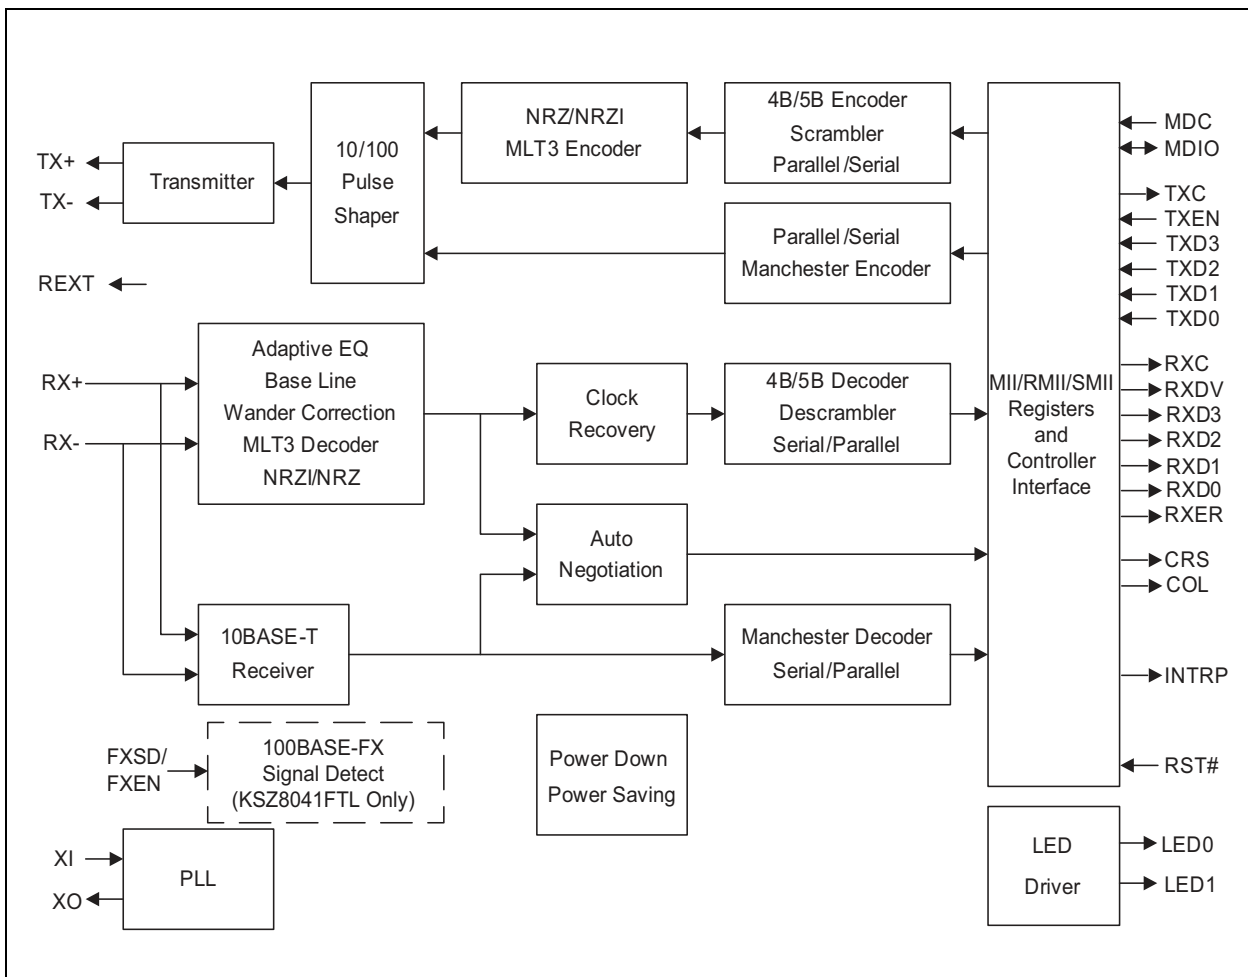 TX+
TX-
REXT
Transmitter
10/100
Pulse
Shaper
NRZ/NRZI
MLT3 Encoder
4B/5B Encoder
Scrambler
Parallel/Serial
Parallel/Serial
Manchester Encoder
RX+
RX-
Adaptive EQ
Base Line
Wander Correction
MLT3 Decoder
NRZI/NRZ
Clock
Recovery
4B/5B Decoder
Descrambler
Serial/Parallel
Auto
Negotiation
10BASE-T
Receiver
Manchester Decoder
Serial/Parallel
MII/RMII/SMII
Registers
and
Controller
Interface
MDC
MDIO
TXC
TXEN
TXD3
TXD2
TXD1
TXD0
RXC
RXDV
RXD3
RXD2
RXD1
RXD0
RXER
CRS
COL
INTRP
RST#
FXSD/
FXEN
100BASE-FX
Signal Detect
(KSZ8041FTL Only)
Power Down
Power Saving
XI
XO
PLL
LED
Driver
LED0
LED1